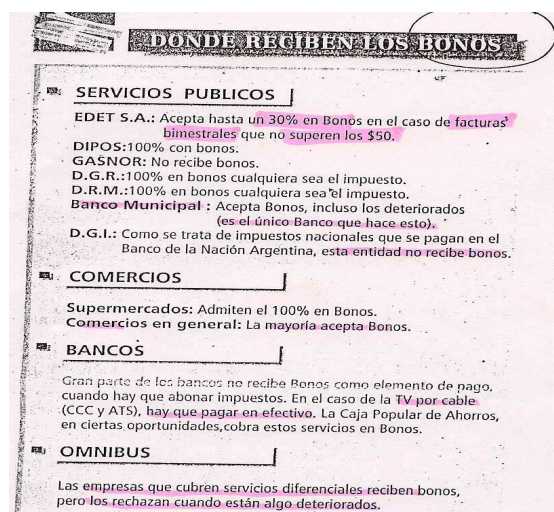 DONDE RECIBEN LOS BONOS
SERVICIOS PUBLICOS
EDET S.A.: Acepta hasta un 30% en Bonos en el caso de facturas
bimestrales que no superen los $50.
DIPOS:100% con bonos.
GASNOR: No recibe bonos.
D.G.R.:100% en bonos cualquiera sea el impuesto.
D.R.M.:100% en bonos cualquiera sea el impuesto.
Banco Municipal : Acepta Bonos, incluso los deteriorados
(es el único Banco que hace esto).
D.G.I.: Como se trata de impuestos nacionales que se pagan en el
Banco de la Nación Argentina, esta entidad no recibe bonos.
COMERCIOS
Supermercados: Admiten el 100% en Bonos.
Comercios en general: La mayoría acepta Bonos.
BANCOS
Gran parte de los bancos no recibe Bonos como elemento de pago,
cuando hay que abonar impuestos. En el caso de la TV por cable
(CCC y ATS), hay que pagar en efectivo. La Caja Popular de Ahorros,
en ciertas oportunidades,cobra estos servicios en Bonos.
OMNIBUS
Las empresas que cubren servicios diferenciales reciben bonos,
pero los rechazan cuando están algo deteriorados.